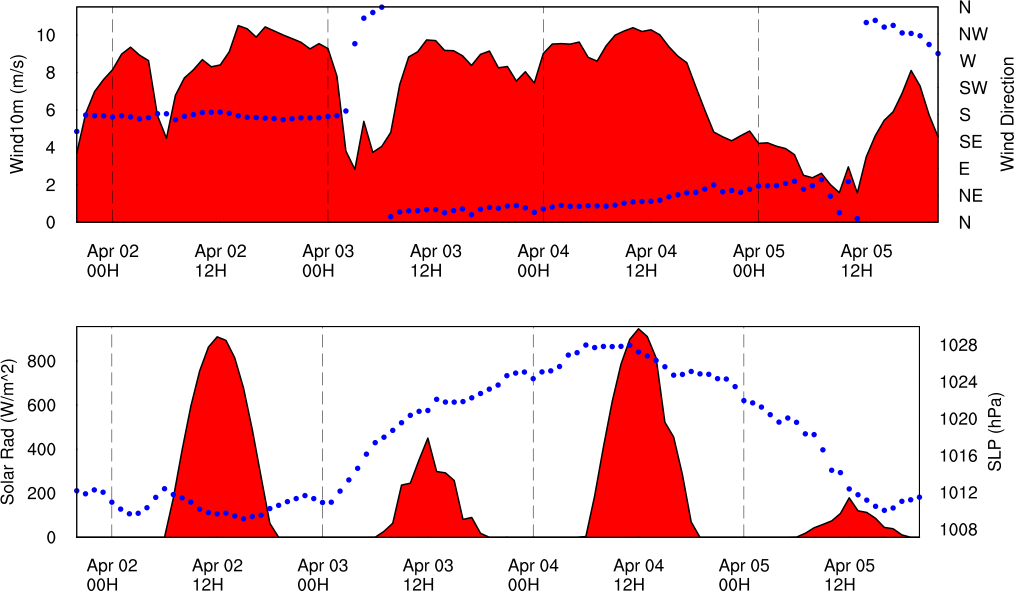 Wind10m (m/s)
10
8
6
4
2
0
N
NW
W
SW
S
SE
E
NE
N
Wind Direction
Apr 02 Apr 02 Apr 03 Apr 03 Apr 04 Apr 04 Apr 05 Apr 05
00H 12H 00H 12H 00H 12H 00H 12H
Solar Rad (W/m^2)
800
600
400
200
0
1028
1024
1020
1016
1012
1008
SLP (hPa)
Apr 02 Apr 02 Apr 03 Apr 03 Apr 04 Apr 04 Apr 05 Apr 05
00H 12H 00H 12H 00H 12H 00H 12H